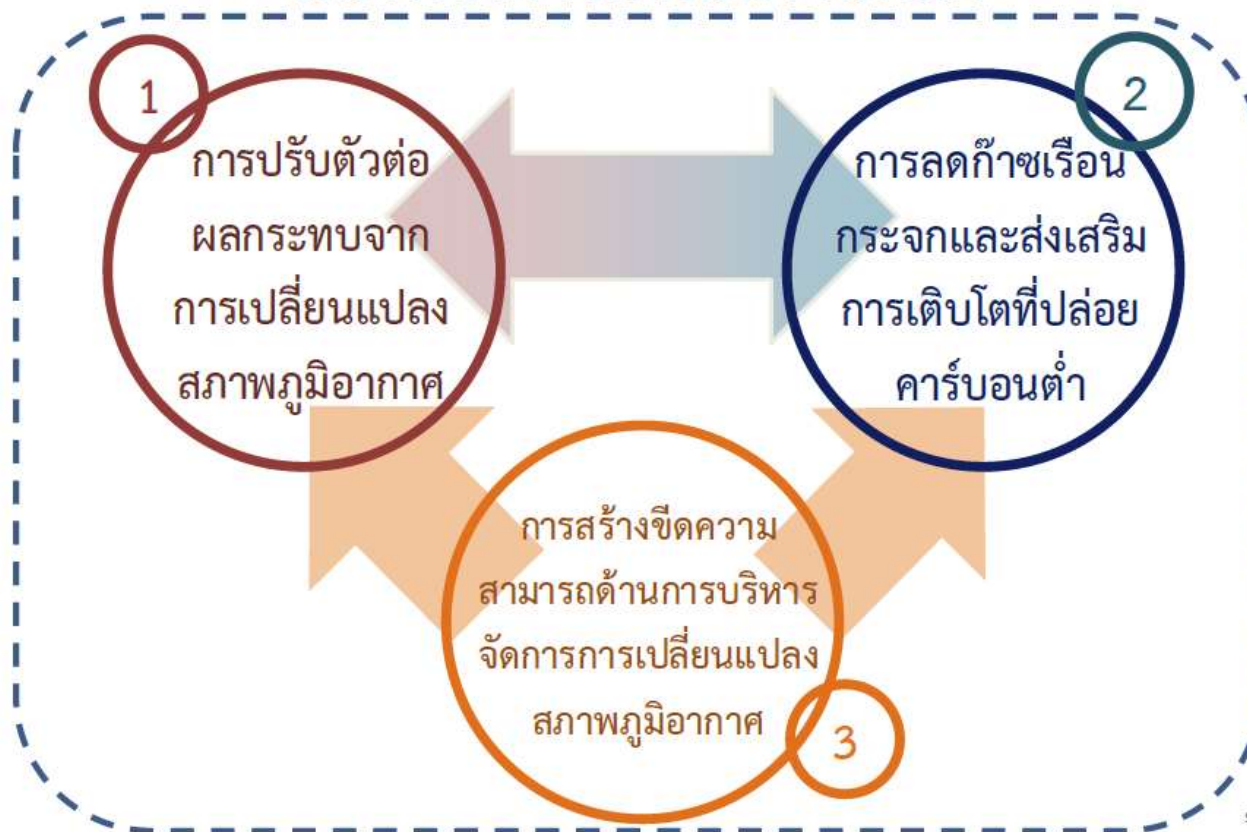 1
การปรับตัวต่อ
ผลกระทบจาก
การเปลี่ยนแปลง
สภาพภูมิอากาศ
2
การลดก๊าซเรือน
กระจกและส่งเสริม
การเติบโตที่ปล่อย
คาร์บอนต่ำ
การสร้างขีดความ
สามารถด้านการบริหาร
จัดการการเปลี่ยนแปลง
สภาพภูมิอากาศ
3